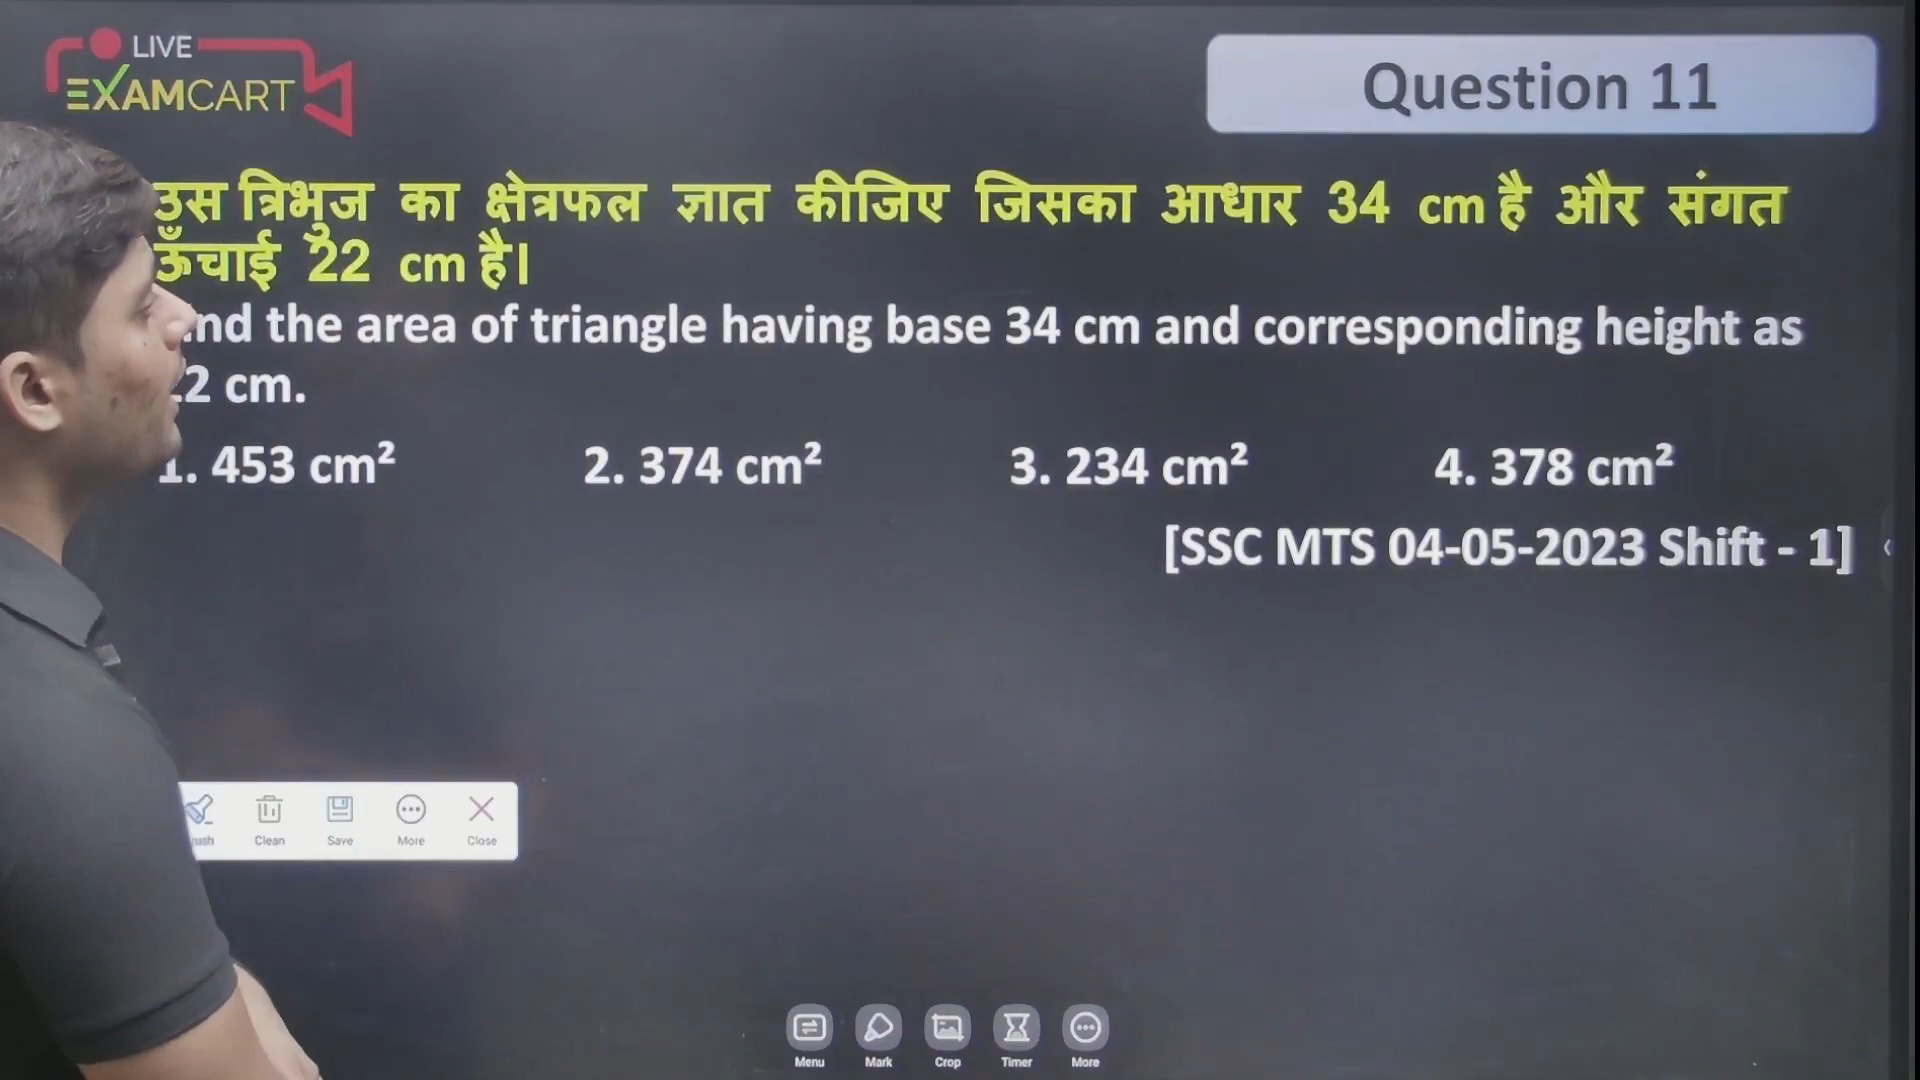 LIVE
EXAMCART
Question 11
उस त्रिभुज का क्षेत्रफल ज्ञात कीजिए जिसका आधार 34 cm है और संगत
ऊँचाई 22 cm है।
the area of triangle having base 34 cm and corresponding height as
cm.
1. 453 cm² 2. 374 cm² 3. 234 cm² 4. 378 cm²
[SSC MTS 04-05-2023 Shift - 1]
Clean Save More Close
Menu Mark Crop Timer More